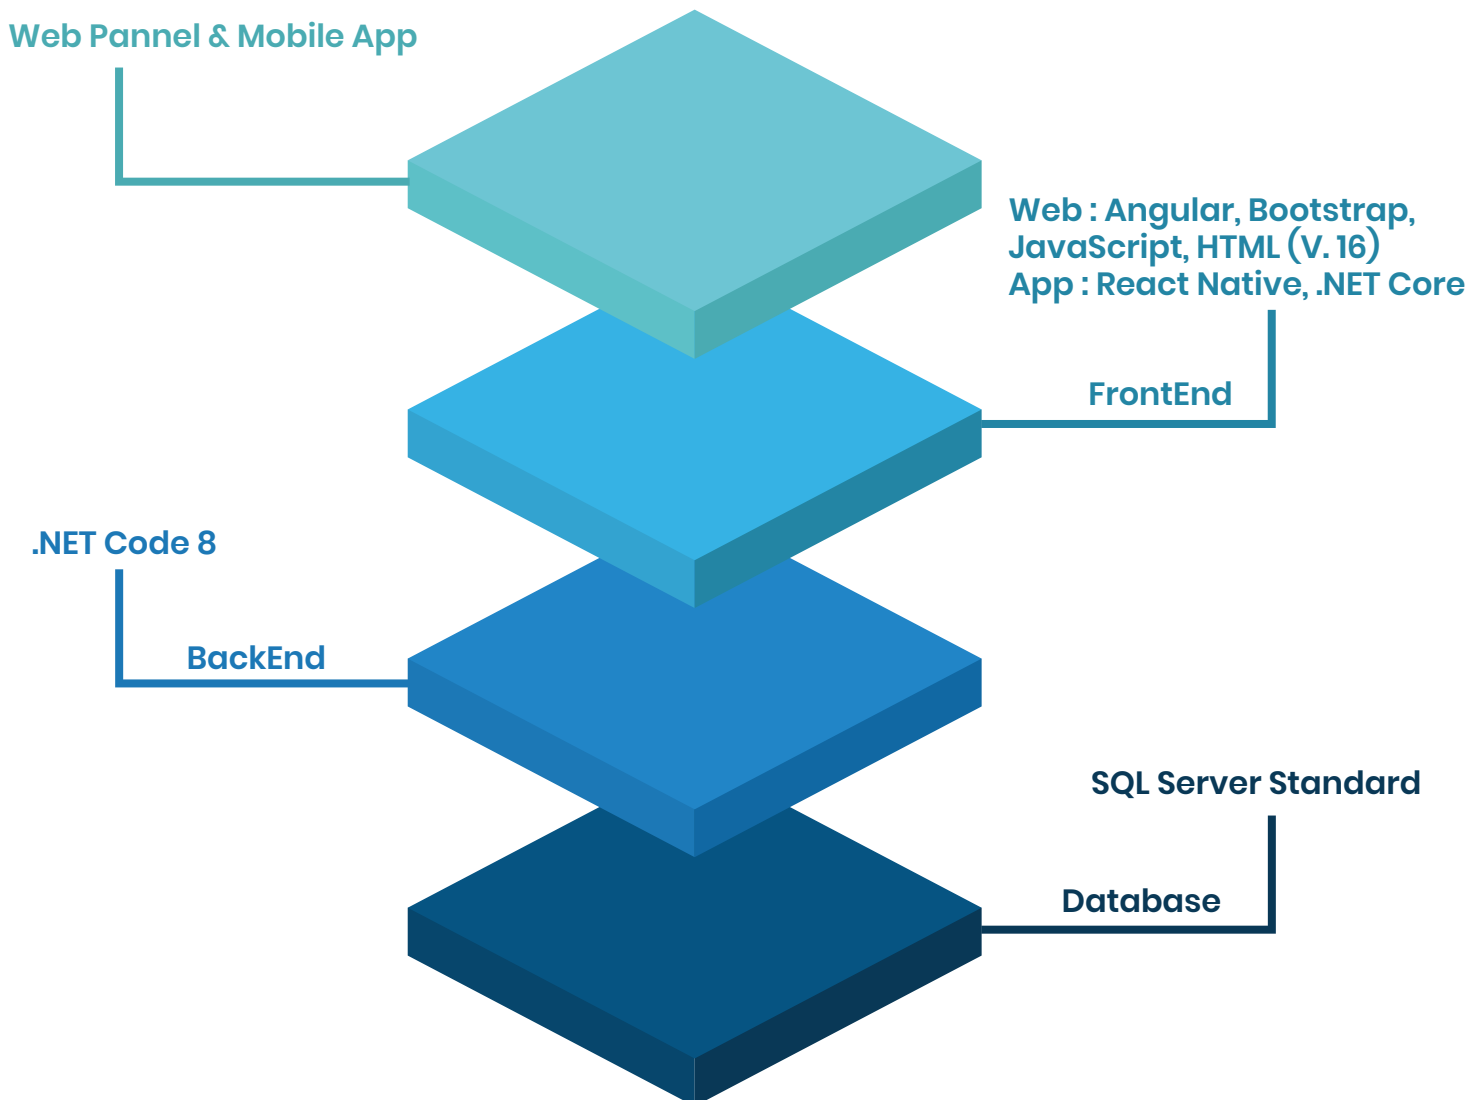 Web Pannel & Mobile App
Web : Angular, Bootstrap,
JavaScript, HTML (V. 16)
App : React Native, .NET Core
FrontEnd
.NET Code 8
BackEnd
SQL Server Standard
Database